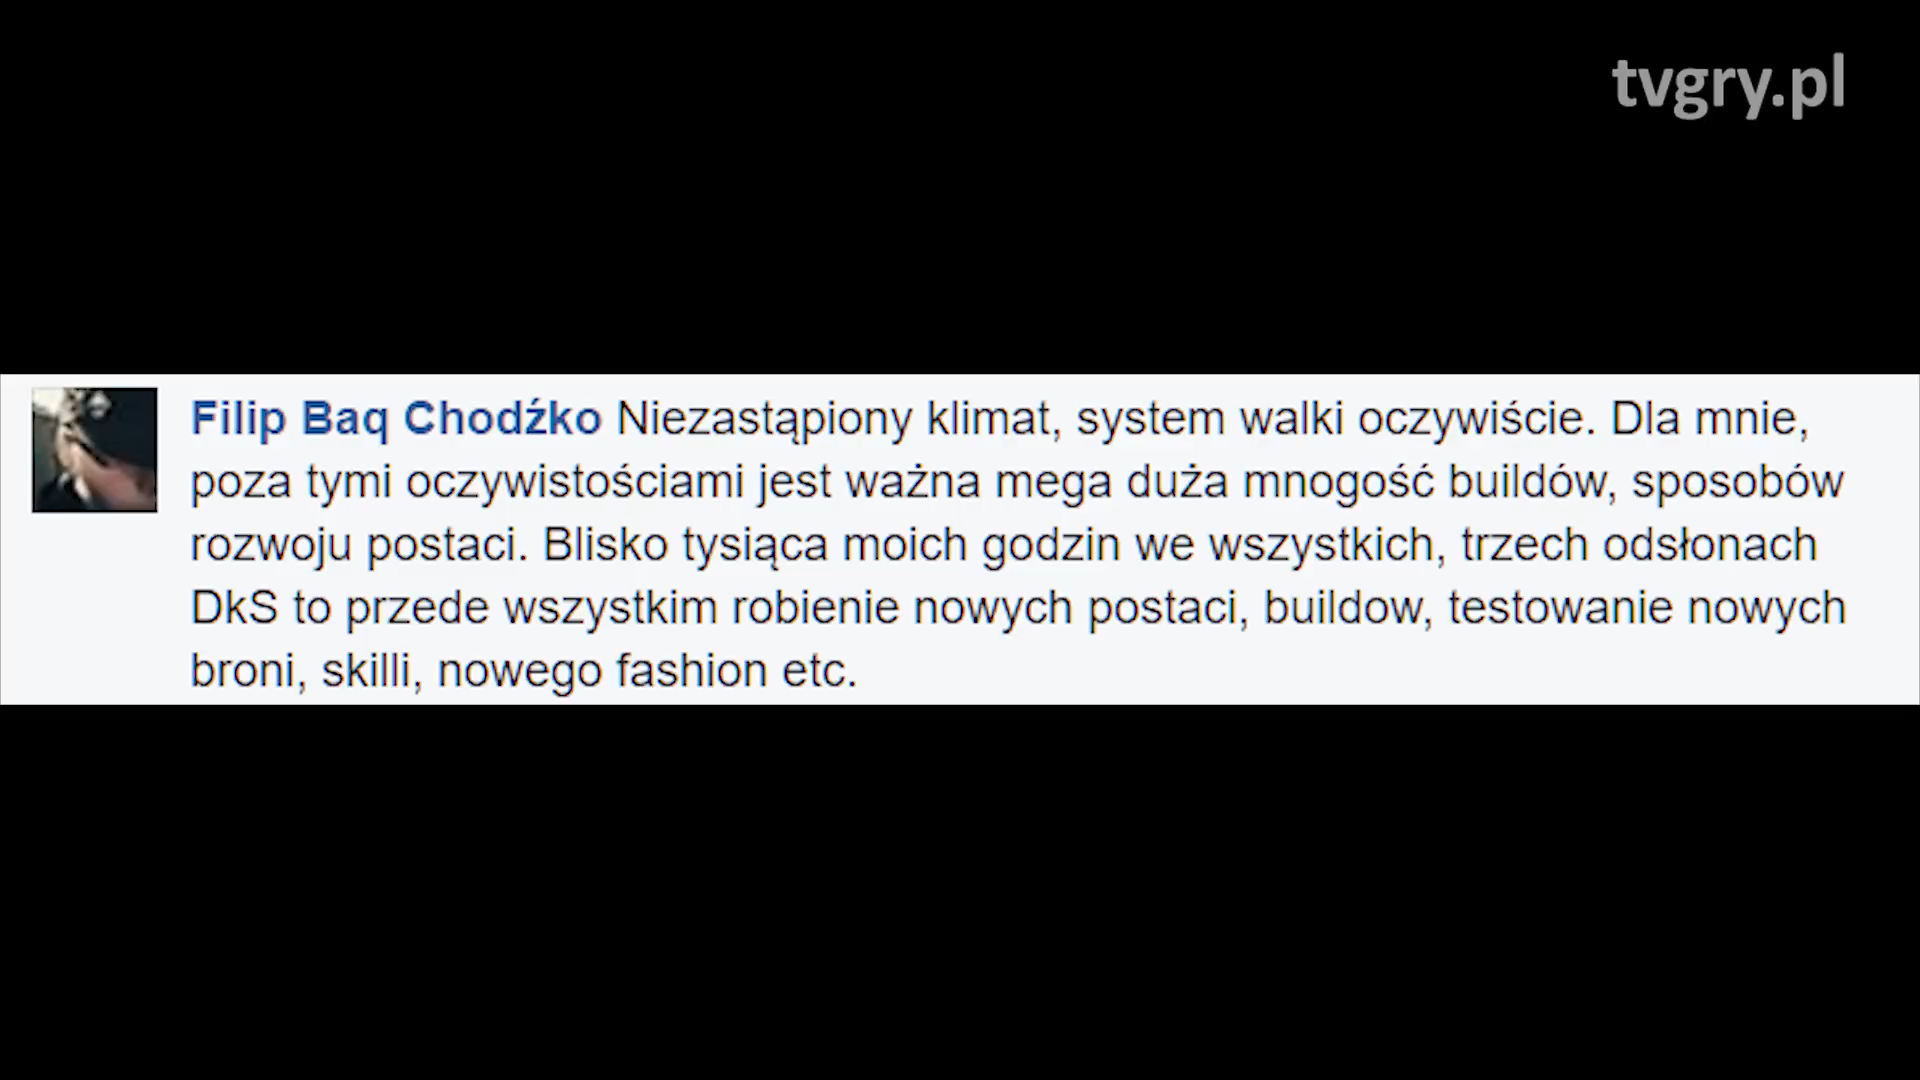 tvgry.pl
Filip Baq Chodźko Niezastąpiony klimat, system walki oczywiście. Dla mnie,
poza tymi oczywistościami jest ważna mega duża mnogość buildów, sposobów
rozwoju postaci. Blisko tysiąca moich godzin we wszystkich, trzech odsłonach
DkS to przede wszystkim robienie nowych postaci, buildow, testowanie nowych
broni, skilli, nowego fashion etc.